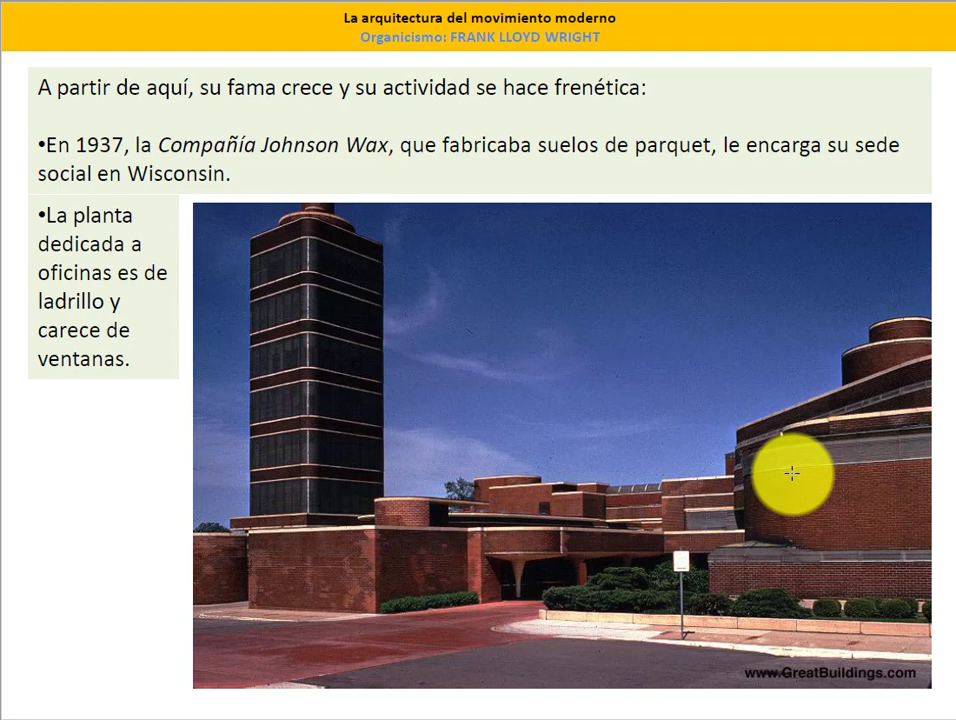 La arquitectura del movimiento moderno
Organicismo: FRANK LLOYD WRIGHT
A partir de aquí, su fama crece y su actividad se hace frenética:
•En 1937, la Compañía Johnson Wax, que fabricaba suelos de parquet, le encarga su sede
social en Wisconsin.
•La planta
dedicada a
oficinas es de
ladrillo y
carece de
ventanas.
www.GreatBuildings.com